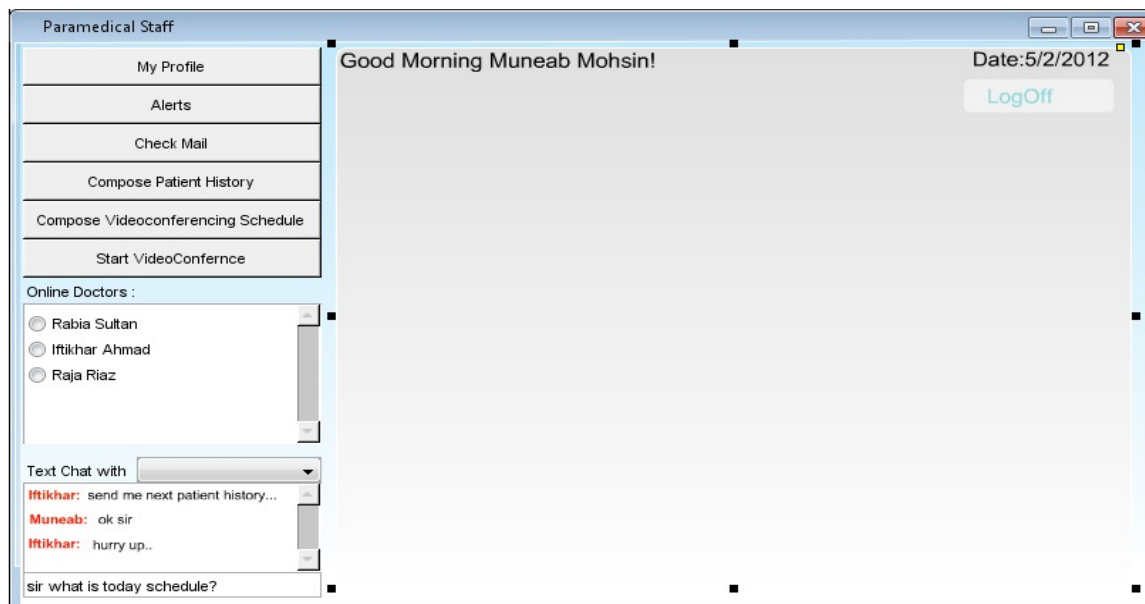 Paramedical Staff
My Profile
Alerts
Check Mail
Compose Patient History
Compose Videoconferencing Schedule
Start VideoConfernce
Online Doctors :
Rabia Sultan
Iftikhar Ahmad
Raja Riaz
Text Chat with
Iftikhar: send me next patient history...
Muneab: ok sir
Iftikhar: hurry up..
sir what is today schedule?
Good Morning Muneab Mohsin!
Date:5/2/2012
LogOff